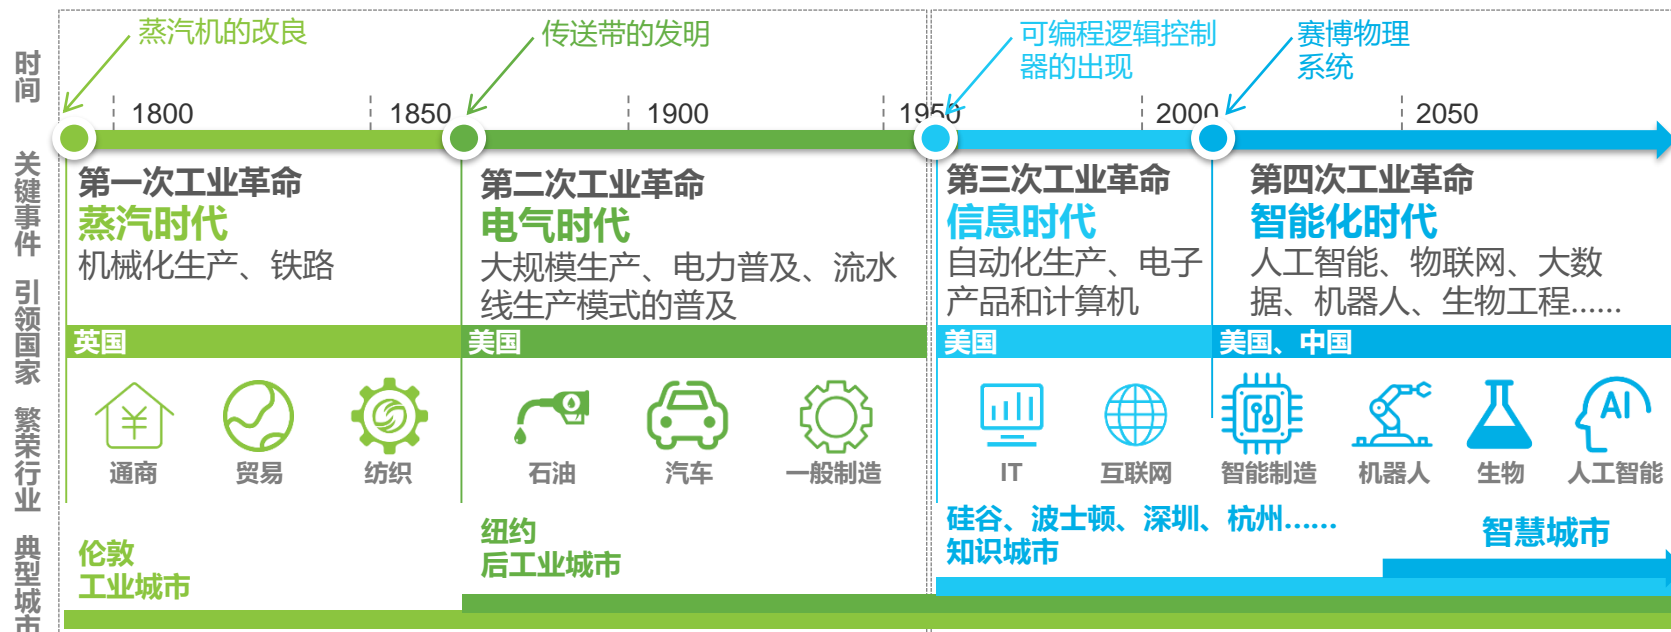 时间
关键事件
引领国家
繁荣行业
典型城市
蒸汽机的改良
传送带的发明
可编程逻辑控制
器的出现
赛博物理
系统
1800
1850
1900
1950
2000
2050
第一次工业革命
蒸汽时代
机械化生产、铁路
第二次工业革命
电气时代
大规模生产、电力普及、流水
线生产模式的普及
第三次工业革命
信息时代
自动化生产、电子
产品和计算机
第四次工业革命
智能化时代
人工智能、物联网、大数
据、机器人、生物工程......
英国
美国
美国
美国、中国
¥
AI
通商
贸易
纺织
石油
汽车
一般制造
IT
互联网
智能制造
机器人
生物
人工智能
伦敦
工业城市
纽约
后工业城市
硅谷、波士顿、深圳、杭州......
知识城市
智慧城市